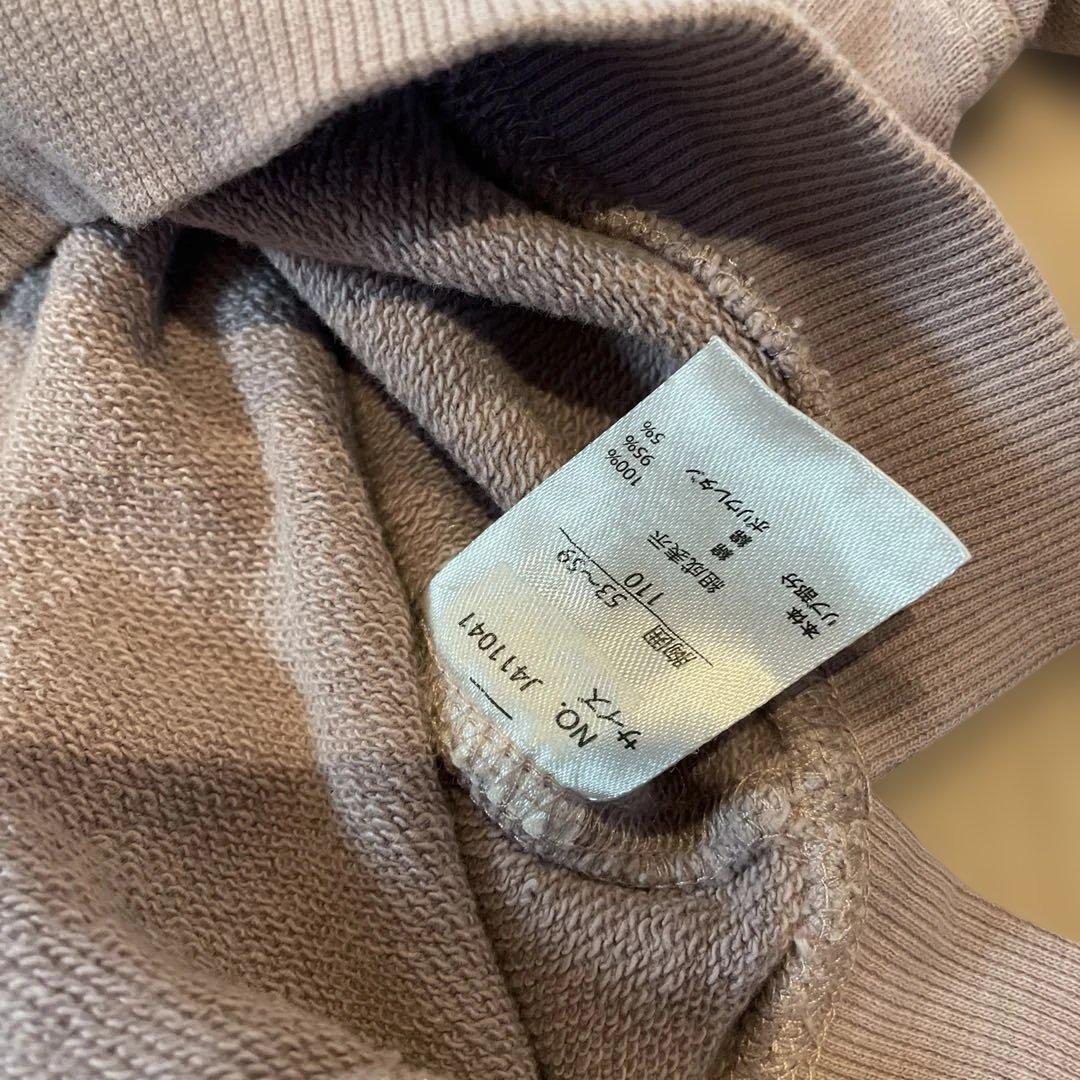 NO. J411041
サイズ 110
胸囲 53~59
組成表示
本体 綿 100%
リブ部分 綿 95%
ポリウレタン 5%